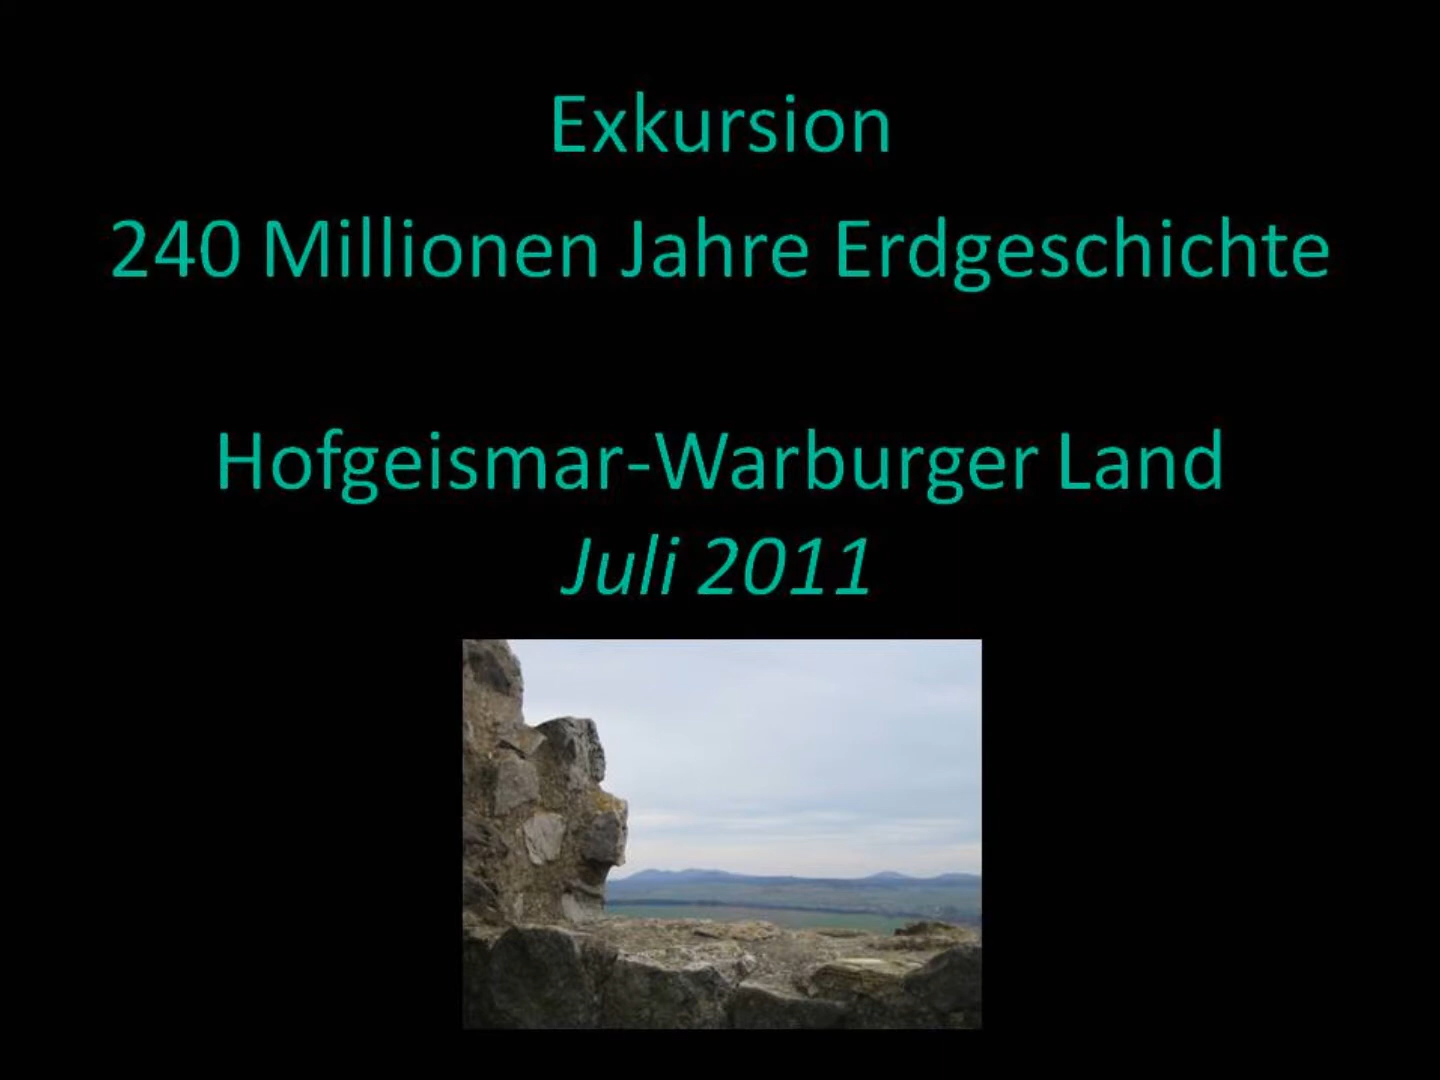 Exkursion
240 Millionen Jahre Erdgeschichte
Hofgeismar-Warburger Land
Juli 2011